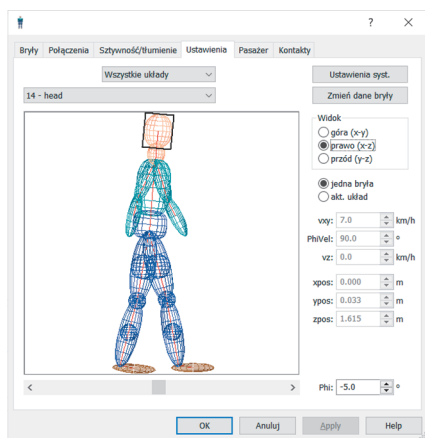 ?
Bryły Połączenia Sztywność/tłumienie Ustawienia Pasażer Kontakty
Wszystkie układy
Ustawienia syst.
14 - head
Zmień dane bryły
Widok
góra (x-y)
prawo (x-z)
przód (y-z)
jedna bryła
akt. układ
vxy: 7.0 km/h
PhiVel: 90.0 °
vz: 0.0 km/h
xpos: 0.000 m
ypos: 0.033 m
zpos: 1.615 m
Phi: -5.0 °
OK Anuluj Apply Help